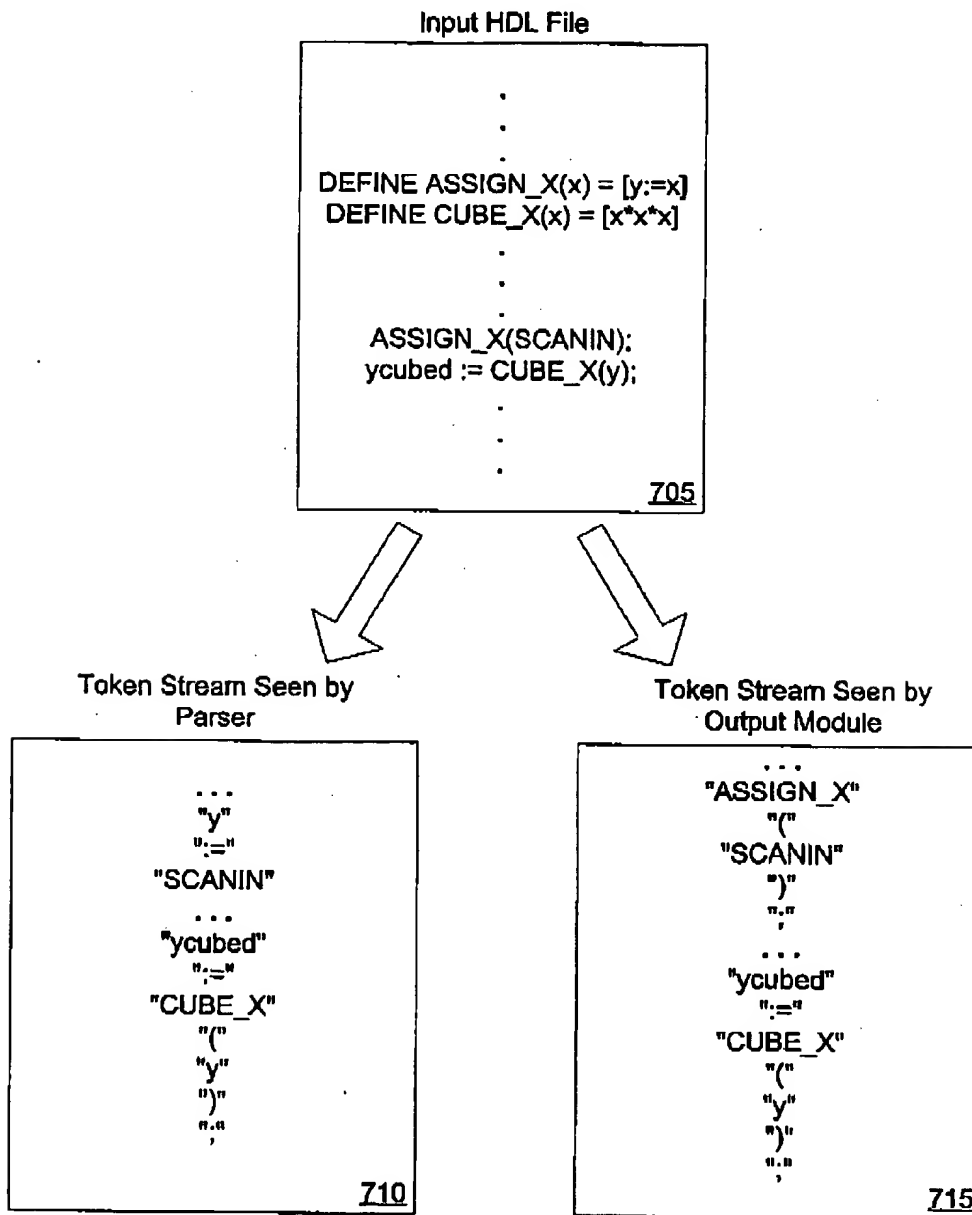 Input HDL File
.
.
.
DEFINE ASSIGN_X(x) = [y:=x]
DEFINE CUBE_X(x) = [x*x*x]
.
.
.
ASSIGN_X(SCANIN);
ycubed := CUBE_X(y);
.
.
.
705
Token Stream Seen by
Parser
. . .
"y"
":="
"SCANIN"
. . .
"ycubed"
":="
"CUBE_X"
"("
"y"
")"
";"
710
Token Stream Seen by
Output Module
. . .
"ASSIGN_X"
"("
"SCANIN"
")"
";"
. . .
"ycubed"
":="
"CUBE_X"
"("
"y"
")"
";"
715